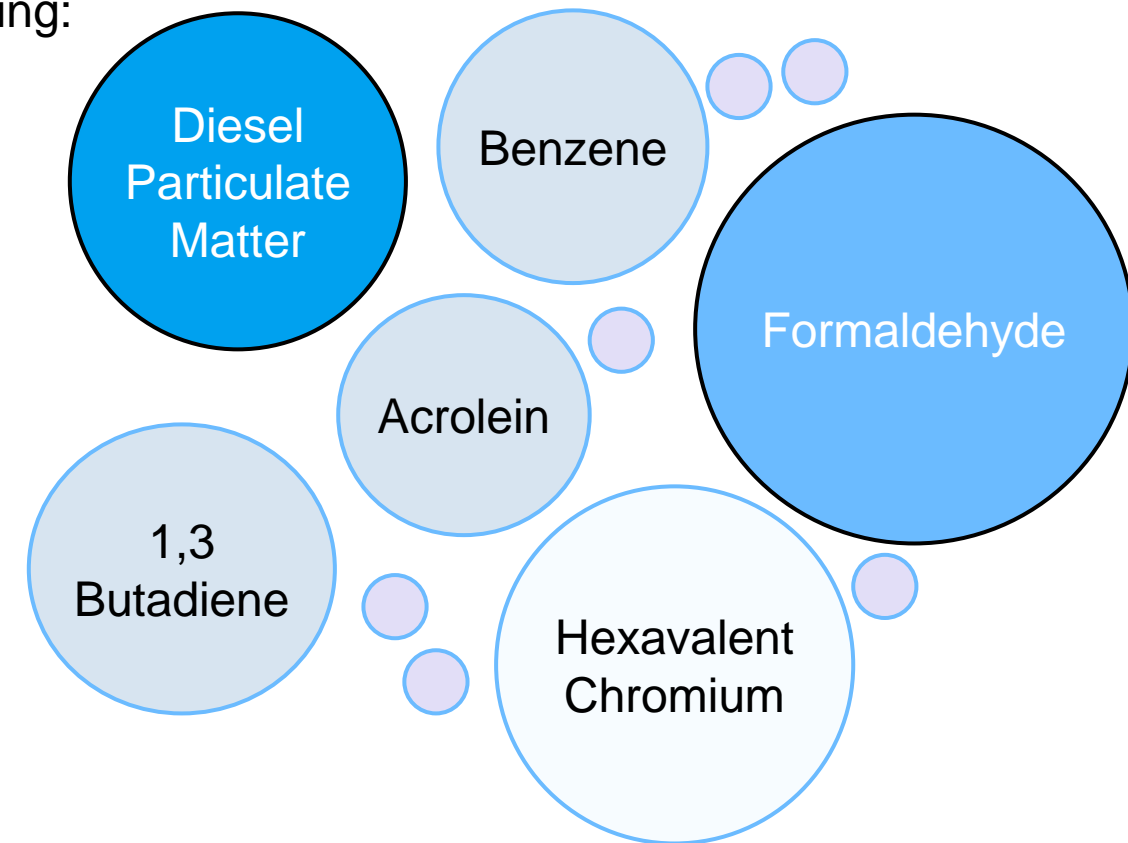 ing:
Diesel
Particulate
Matter
Benzene
Formaldehyde
Acrolein
1,3
Butadiene
Hexavalent
Chromium